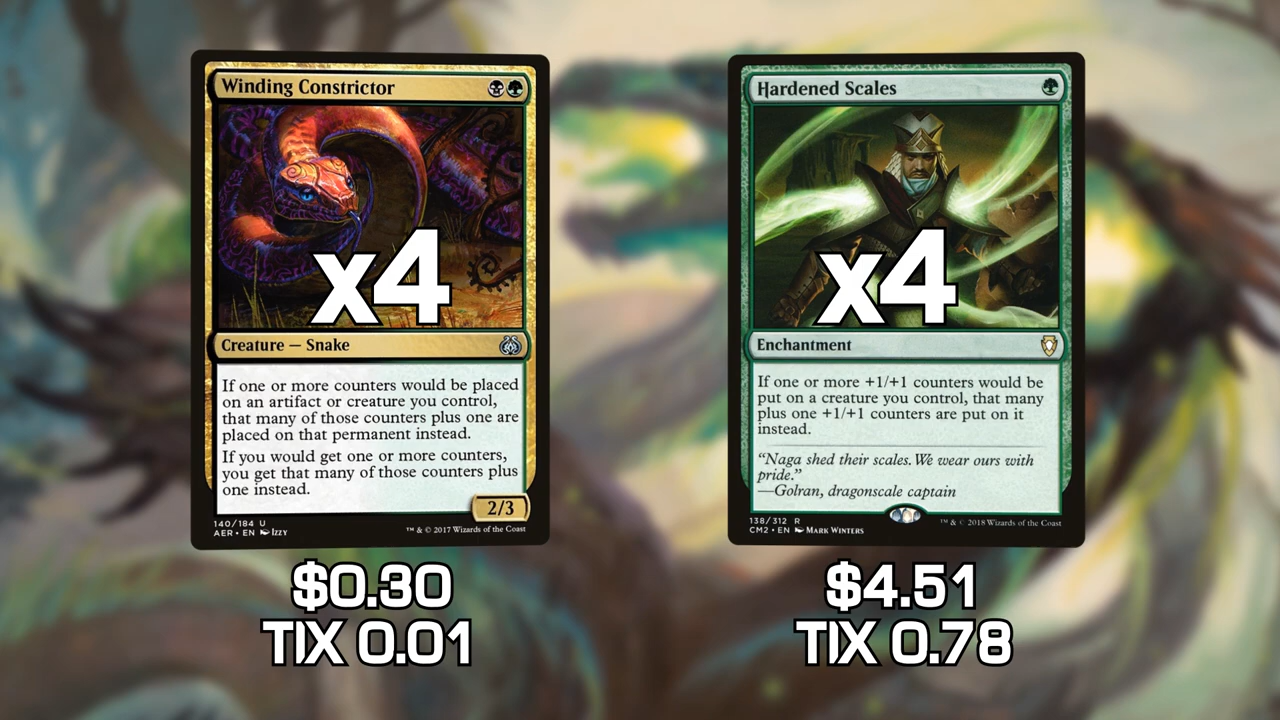 Winding Constrictor
x4
Creature — Snake
If one or more counters would be placed
on an artifact or creature you control,
that many of those counters plus one are
placed on that permanent instead.
If you would get one or more counters,
you get that many of those counters plus
one instead.
2/3
140/184 U
AER • EN Izzy
™ & © 2017 Wizards of the Coast
$0.30
TIX 0.01
Hardened Scales
x4
Enchantment
If one or more +1/+1 counters would be
put on a creature you control, that many
plus one +1/+1 counters are put on it
instead.
“Naga shed their scales. We wear ours with
pride.”
—Golran, dragonscale captain
138/312 R
CM2 • EN Mark Winters
™ & © 2018 Wizards of the Coast
$4.51
TIX 0.78